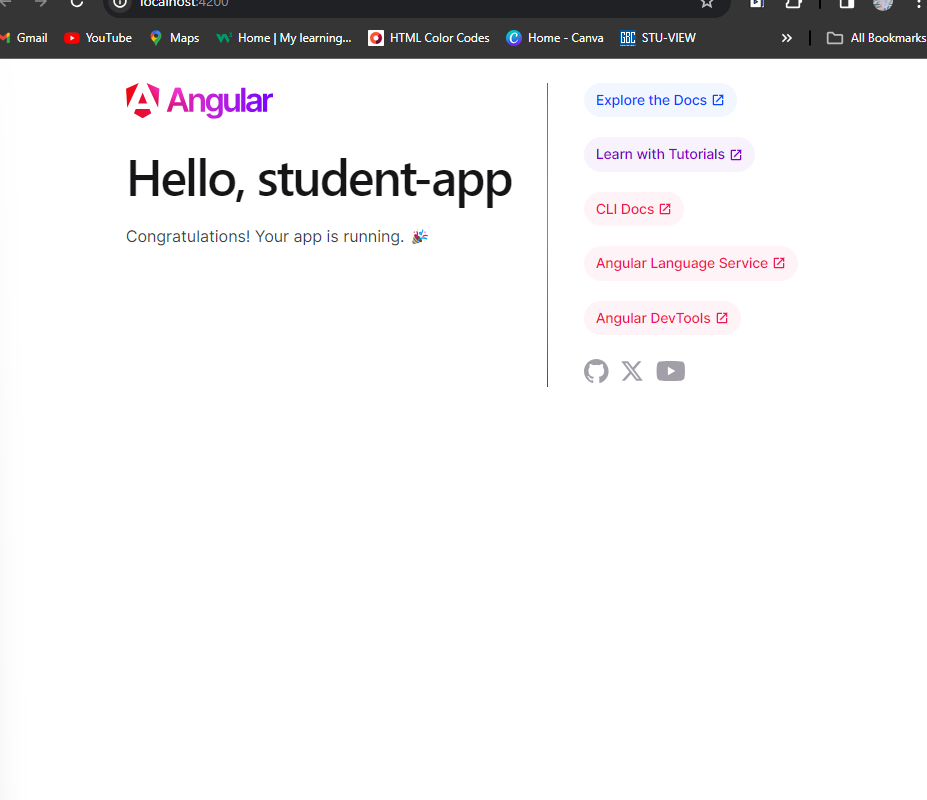 localhost:4200
Gmail YouTube Maps Home | My learning... HTML Color Codes Home - Canva STU-VIEW » All Bookmarks
Angular
Hello, student-app
Congratulations! Your app is running. 🎉
Explore the Docs
Learn with Tutorials
CLI Docs
Angular Language Service
Angular DevTools